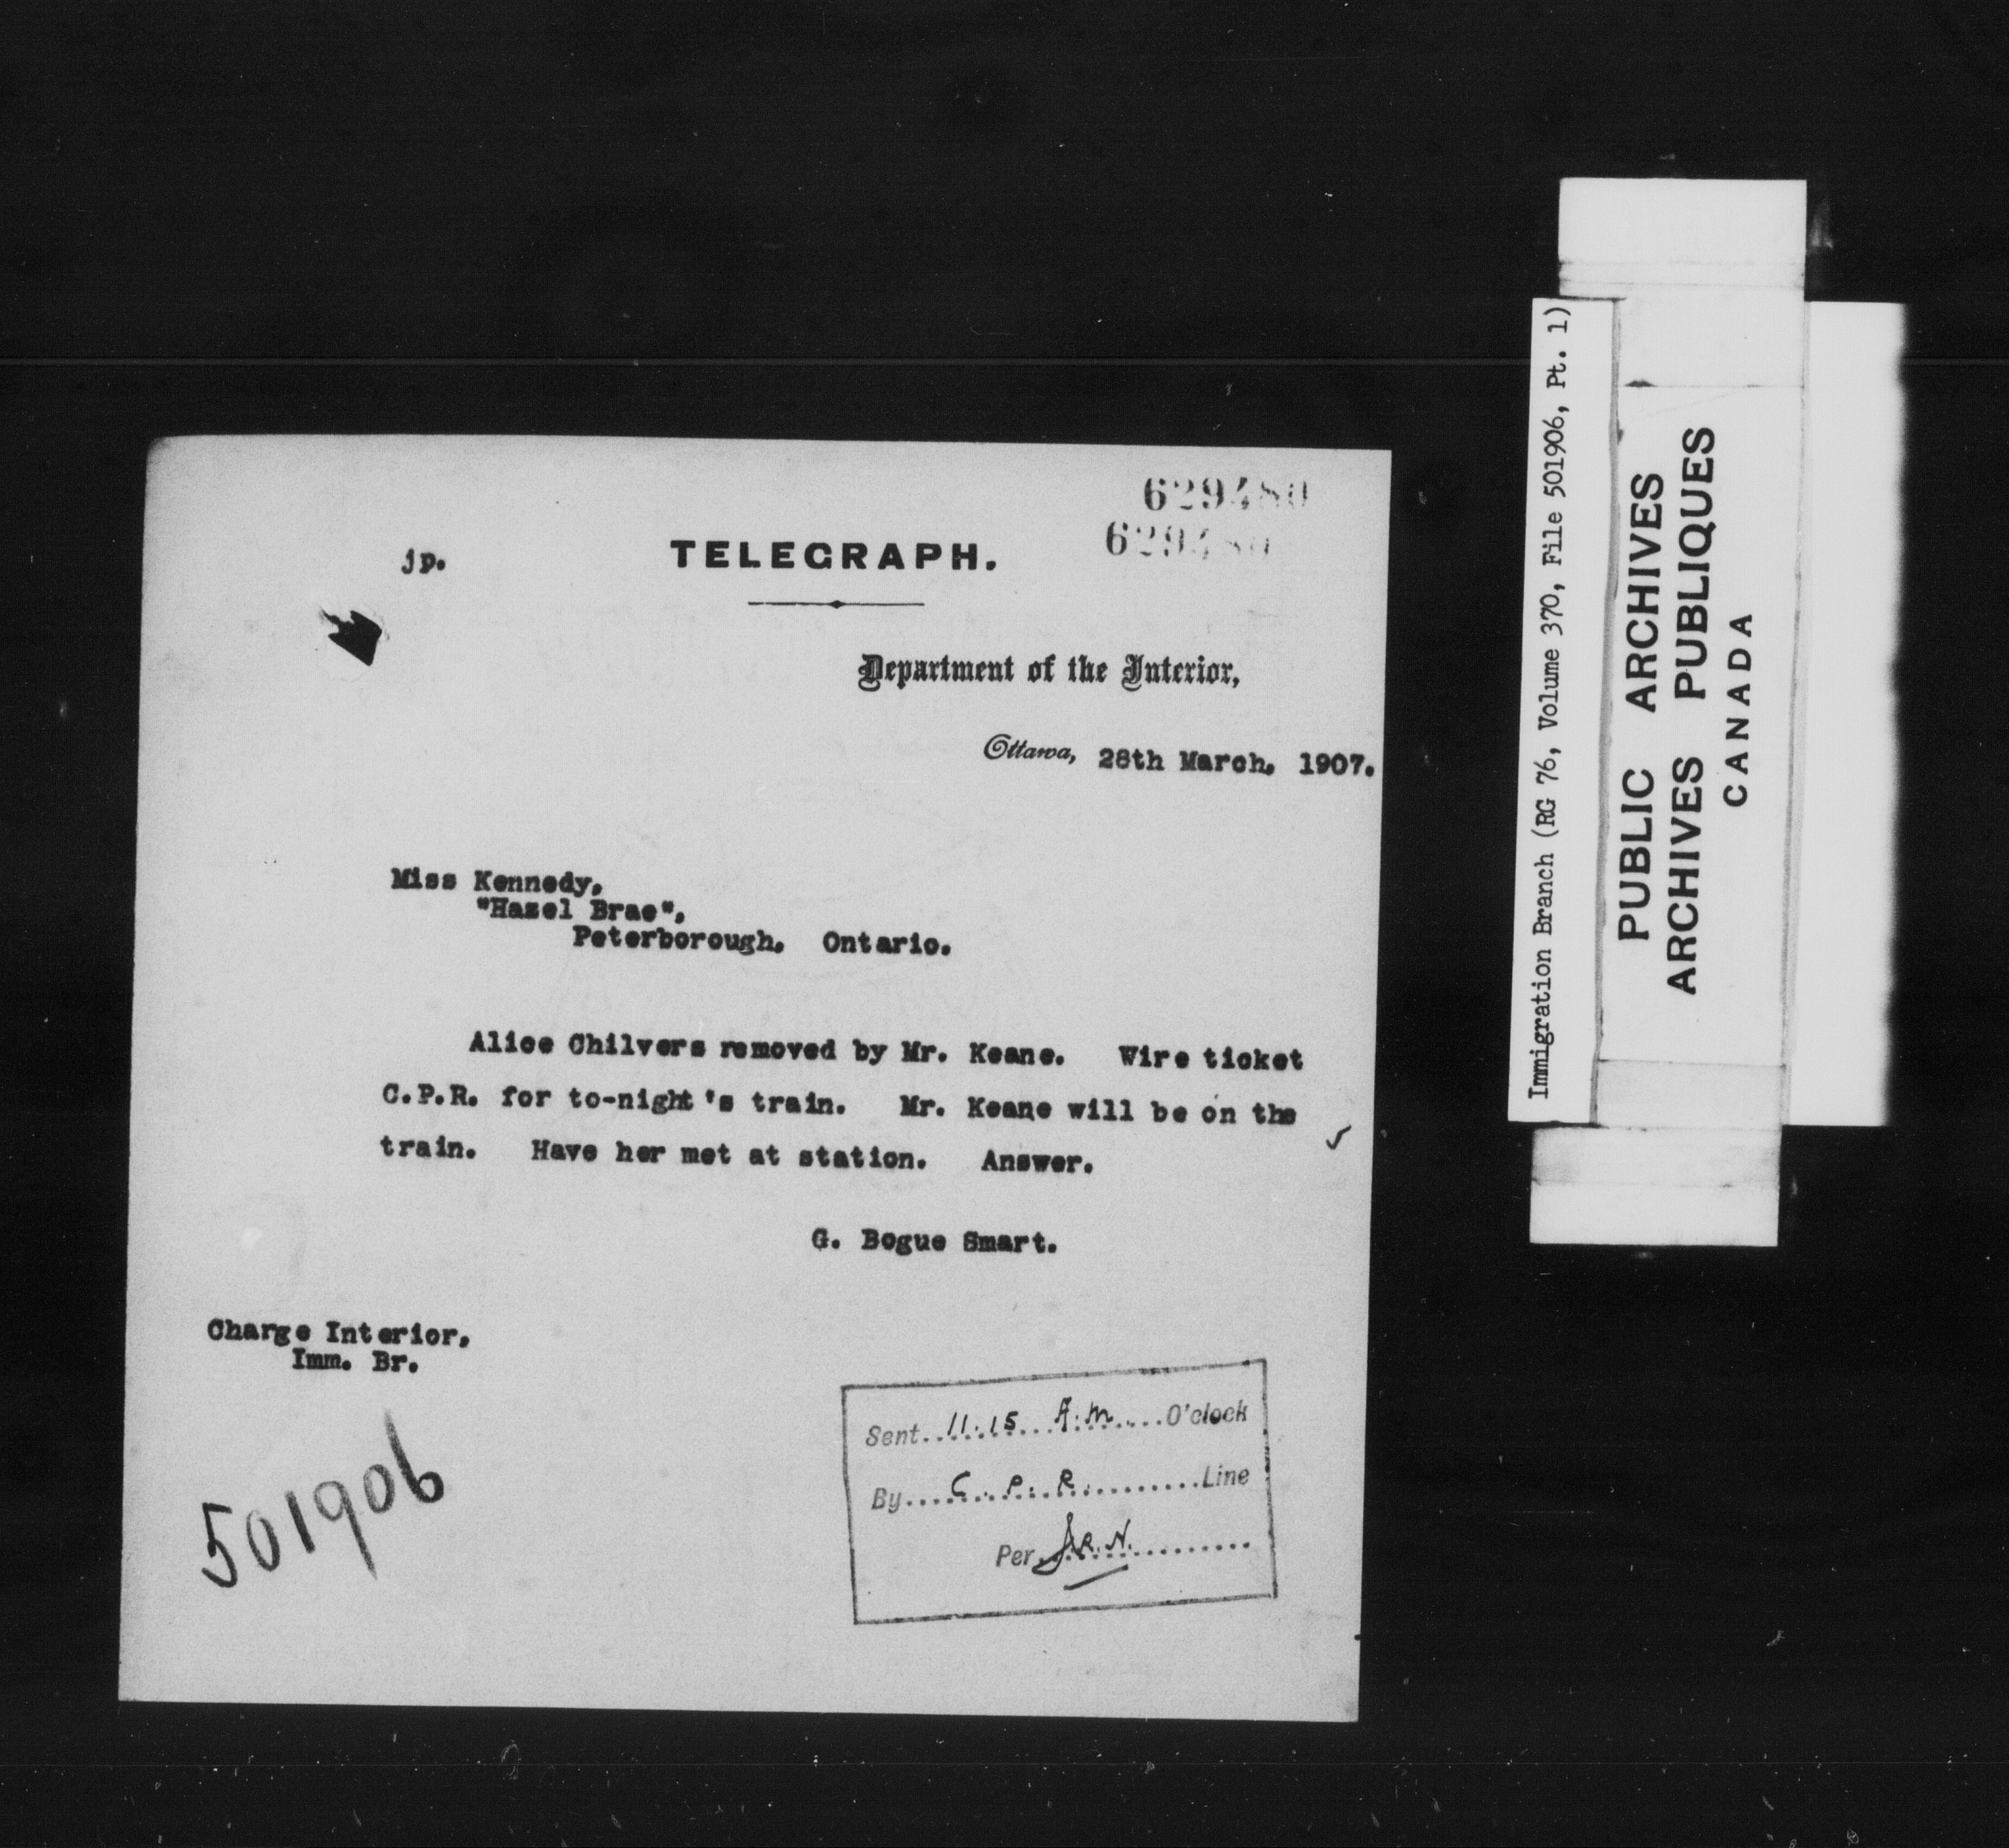 629480
629480
jp.
TELEGRAPH.
Department of the Interior,
Ottawa, 28th March, 1907.
Miss Kennedy,
"Hazel Brae",
Peterborough, Ontario.
Alice Chilvers removed by Mr. Keane. Wire ticket
C.P.R. for to-night's train. Mr. Keane will be on the
train. Have her met at station. Answer.
G. Bogue Smart.
Charge Interior,
Imm. Br.
501906
Sent 11.15 A.M. O'clock
By C. P. R. Line
Per J.R.N.
Immigration Branch (RG 76, Volume 370, File 501906, Pt. 1)
PUBLIC ARCHIVES
ARCHIVES PUBLIQUES
CANADA